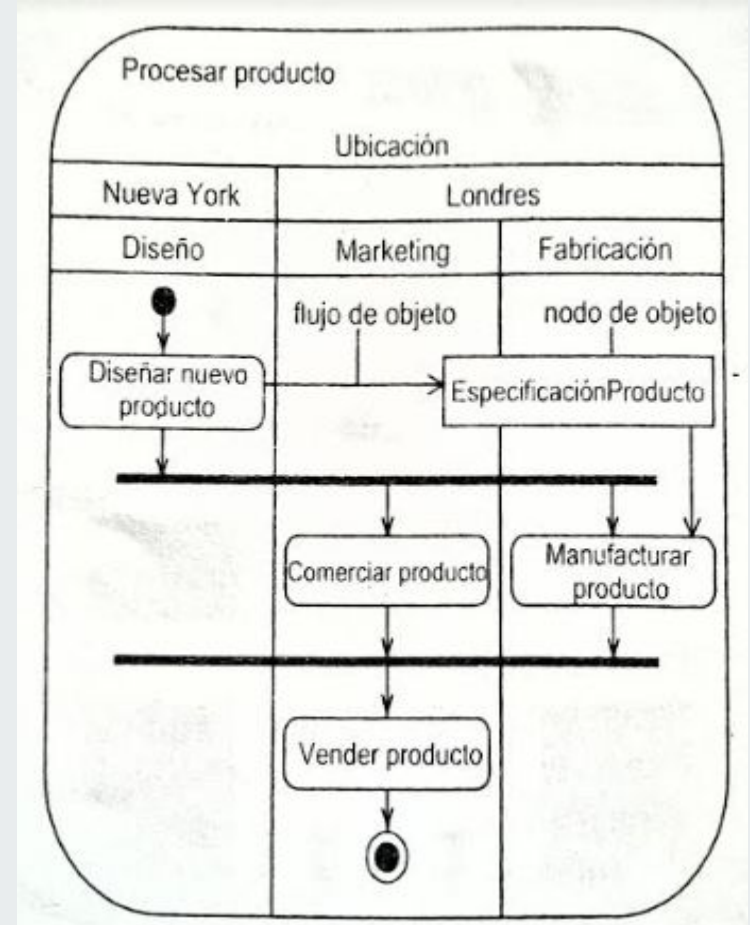 Procesar producto
Ubicación
Nueva York
Londres
Diseño
Marketing
Fabricación
flujo de objeto
nodo de objeto
Diseñar nuevo
producto
EspecificaciónProducto
Comerciar producto
Manufacturar
producto
Vender producto